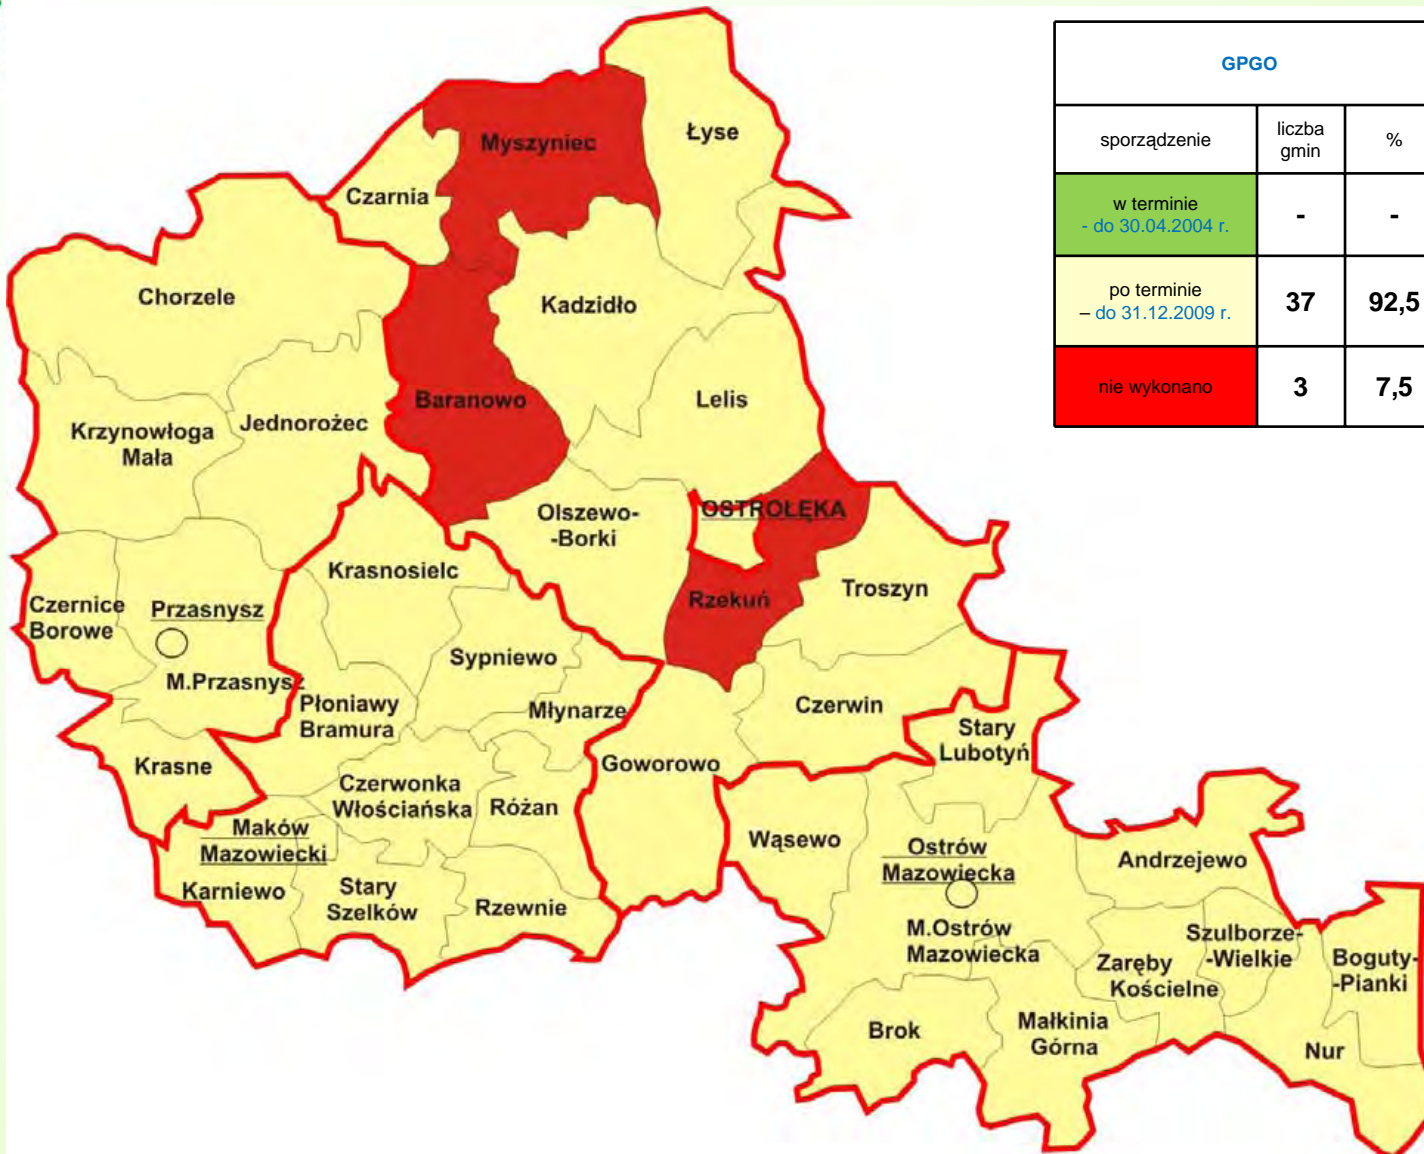 GPGO
sporządzenie
liczba
gmin
%
w terminie
- do 30.04.2004 r.
-
-
po terminie
– do 31.12.2009 r.
37
92,5
nie wykonano
3
7,5
Myszyniec
Łyse
Czarnia
Chorzele
Kadzidło
Baranowo
Lelis
Krzynowłoga
Mała
Jednorożec
Olszewo-
-Borki
OSTROŁĘKA
Krasnosielc
Rzekuń
Troszyn
Czernice
Borowe
Przasnysz
M.Przasnysz
Sypniewo
Płoniawy
Bramura
Młynarze
Czerwin
Stary
Lubotyń
Krasne
Czerwonka
Włościańska
Różan
Goworowo
Maków
Mazowiecki
Wąsewo
Ostrów
Mazowiecka
Andrzejewo
Karniewo
Stary
Szelków
Rzewnie
M.Ostrów
Mazowiecka
Zaręby
Kościelne
Szulborze-
-Wielkie
Boguty-
-Pianki
Brok
Małkinia
Górna
Nur